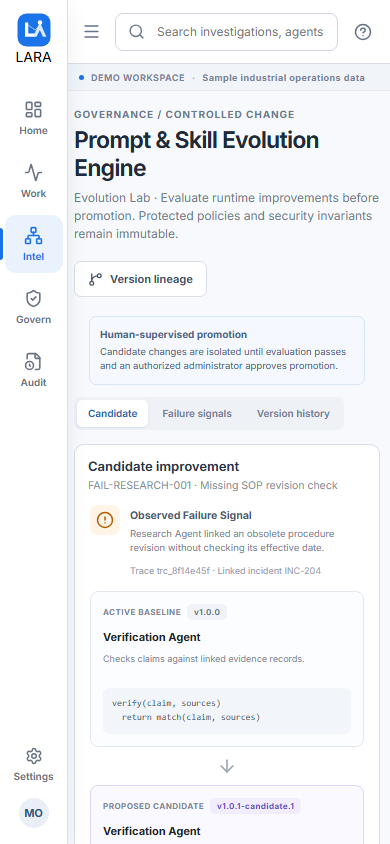 LARA
Home
Work
Intel
Govern
Audit
Settings
MO
Search investigations, agents
DEMO WORKSPACE · Sample industrial operations data
GOVERNANCE / CONTROLLED CHANGE
Prompt & Skill Evolution
Engine
Evolution Lab · Evaluate runtime improvements before
promotion. Protected policies and security invariants
remain immutable.
Version lineage
Human-supervised promotion
Candidate changes are isolated until evaluation passes
and an authorized administrator approves promotion.
Candidate Failure signals Version history
Candidate improvement
FAIL-RESEARCH-001 · Missing SOP revision check
Observed Failure Signal
Research Agent linked an obsolete procedure
revision without checking its effective date.
Trace trc_8f14e45f · Linked incident INC-204
ACTIVE BASELINE v1.0.0
Verification Agent
Checks claims against linked evidence records.
verify(claim, sources)
return match(claim, sources)
PROPOSED CANDIDATE v1.0.1-candidate.1
Verification Agent